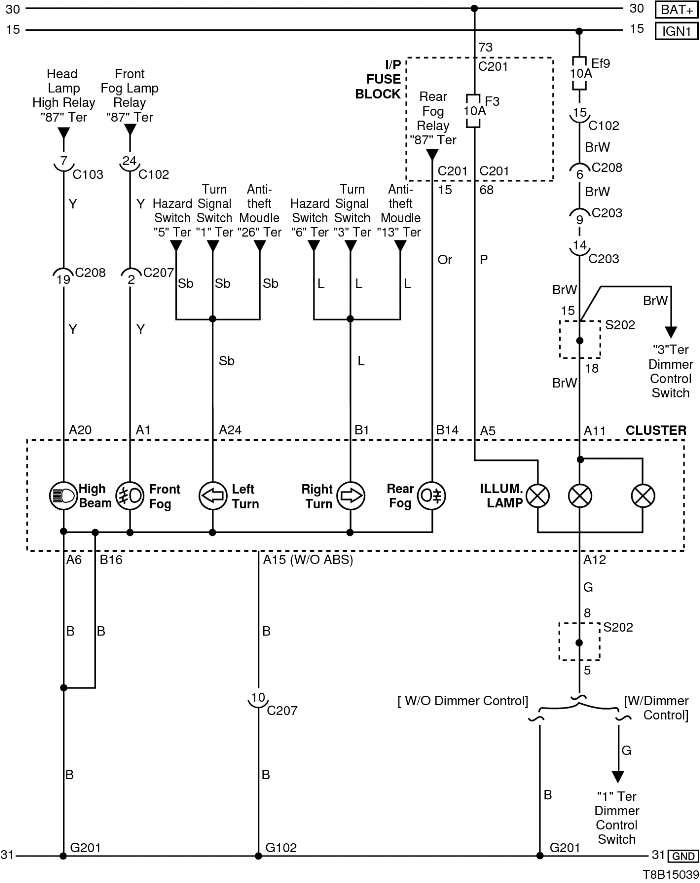 30
30 BAT+
15
15 IGN1
73
C201
I/P
FUSE
BLOCK
Ef9
10A
F3
10A
Head
Lamp
High Relay
"87" Ter
Front
Fog Lamp
Relay
"87" Ter
Rear
Fog
Relay
"87" Ter
15
C102
BrW
7
C103
24
C102
C201
C201
15
68
6
C208
BrW
Y
Y
Hazard
Switch
"5" Ter
Turn
Signal
Switch
"1" Ter
Anti-
theft
Moudle
"26" Ter
Hazard
Switch
"6" Ter
Turn
Signal
Switch
"3" Ter
Anti-
theft
Moudle
"13" Ter
9
C203
14
C203
Or
P
19
C208
2
C207
Sb
Sb
Sb
L
L
L
BrW
BrW
15
S202
Y
Y
Sb
L
18
BrW
"3"Ter
Dimmer
Control
Switch
A20
A1
A24
B1
B14
A5
A11
CLUSTER
High
Beam
Front
Fog
Left
Turn
Right
Turn
Rear
Fog
ILLUM.
LAMP
A6
B16
A15 (W/O ABS)
A12
G
8
S202
B
B
B
5
10
C207
[ W/O Dimmer Control]
[W/Dimmer
Control]
G
B
B
B
"1" Ter
Dimmer
Control
Switch
31
G201
G102
G201
31 GND
T8B15039